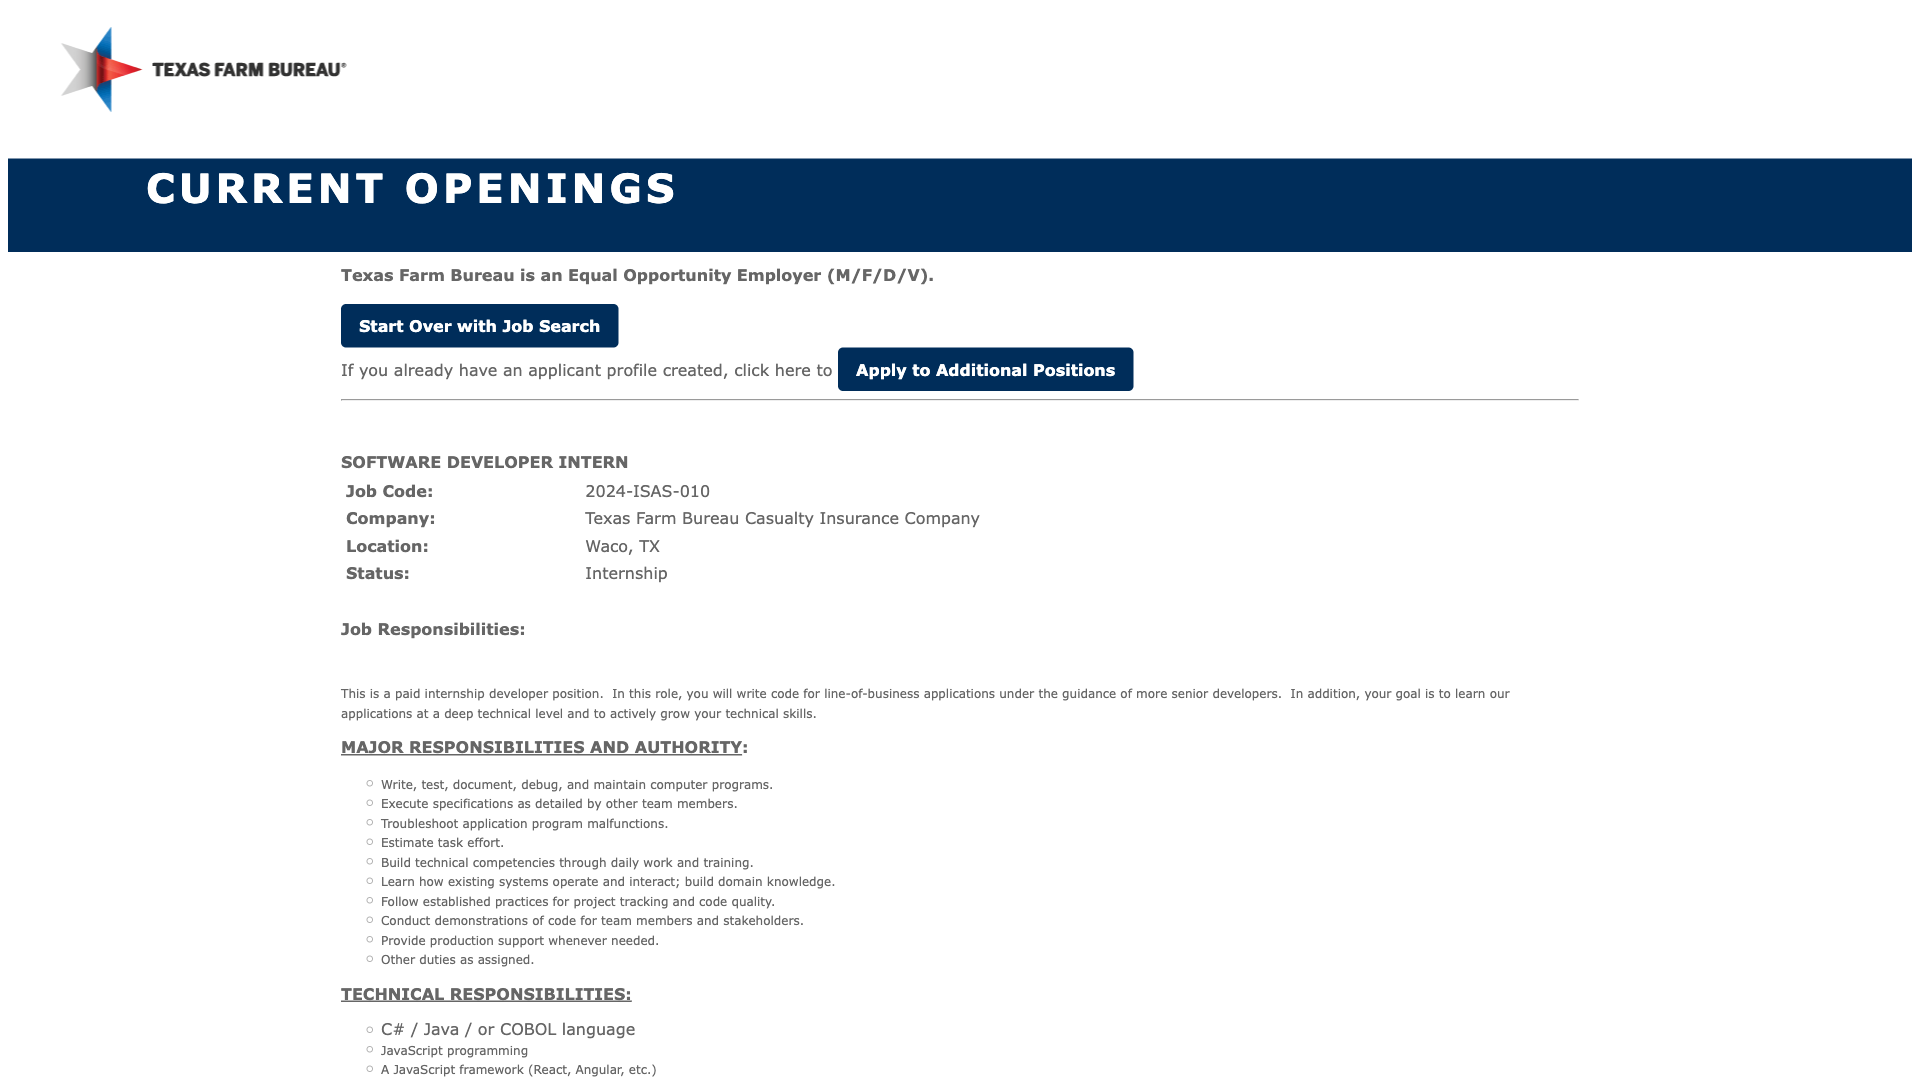 TEXAS FARM BUREAU®
CURRENT OPENINGS
Texas Farm Bureau is an Equal Opportunity Employer (M/F/D/V).
Start Over with Job Search
If you already have an applicant profile created, click here to Apply to Additional Positions
SOFTWARE DEVELOPER INTERN
Job Code: 2024-ISAS-010
Company: Texas Farm Bureau Casualty Insurance Company
Location: Waco, TX
Status: Internship
Job Responsibilities:
This is a paid internship developer position.  In this role, you will write code for line-of-business applications under the guidance of more senior developers.  In addition, your goal is to learn our
applications at a deep technical level and to actively grow your technical skills.
MAJOR RESPONSIBILITIES AND AUTHORITY:
Write, test, document, debug, and maintain computer programs.
Execute specifications as detailed by other team members.
Troubleshoot application program malfunctions.
Estimate task effort.
Build technical competencies through daily work and training.
Learn how existing systems operate and interact; build domain knowledge.
Follow established practices for project tracking and code quality.
Conduct demonstrations of code for team members and stakeholders.
Provide production support whenever needed.
Other duties as assigned.
TECHNICAL RESPONSIBILITIES:
C# / Java / or COBOL language
JavaScript programming
A JavaScript framework (React, Angular, etc.)